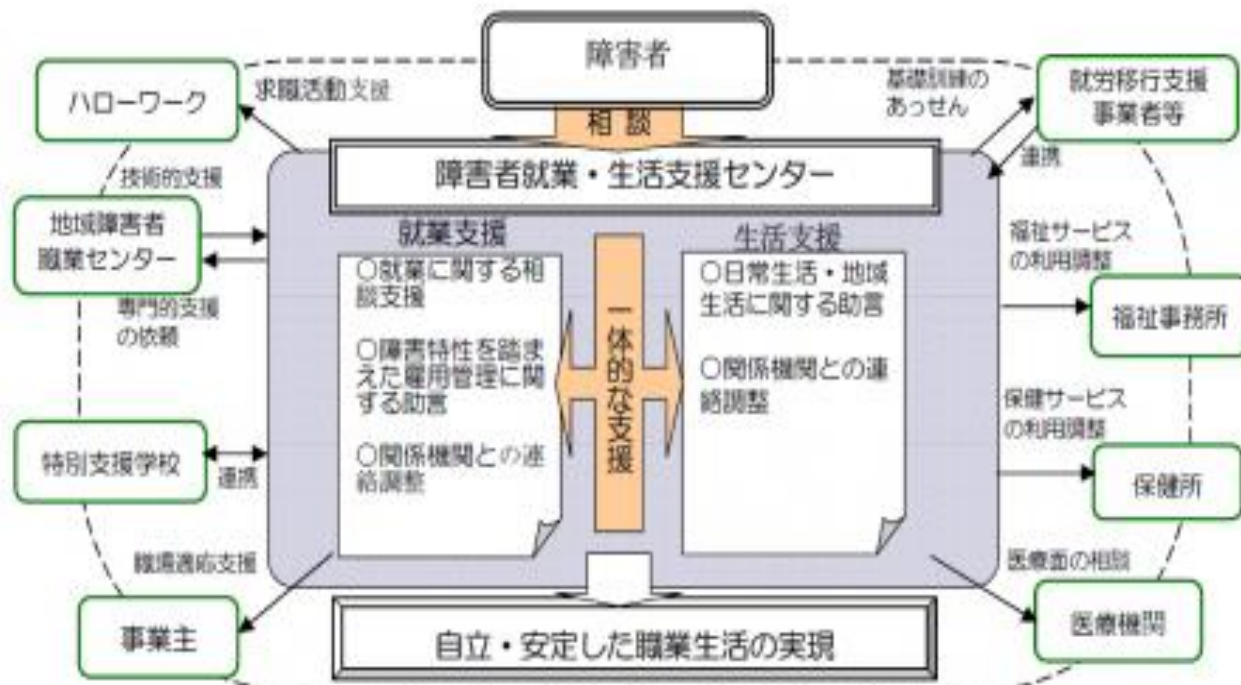 障害者
相談
障害者就業・生活支援センター
ハローワーク
求職活動支援
基礎訓練の
あっせん
就労移行支援
事業者等
連携
技術的支援
地域障害者
職業センター
専門的支援
の依頼
特別支援学校
連携
職場適応支援
事業主
就業支援
○就業に関する相
談支援
○障害特性を踏ま
えた雇用管理に関
する助言
○関係機関との連
絡調整
一体的な支援
生活支援
○日常生活・地域
生活に関する助言
○関係機関との連
絡調整
福祉サービス
の利用調整
福祉事務所
保健サービス
の利用調整
保健所
医療面の相談
医療機関
自立・安定した職業生活の実現